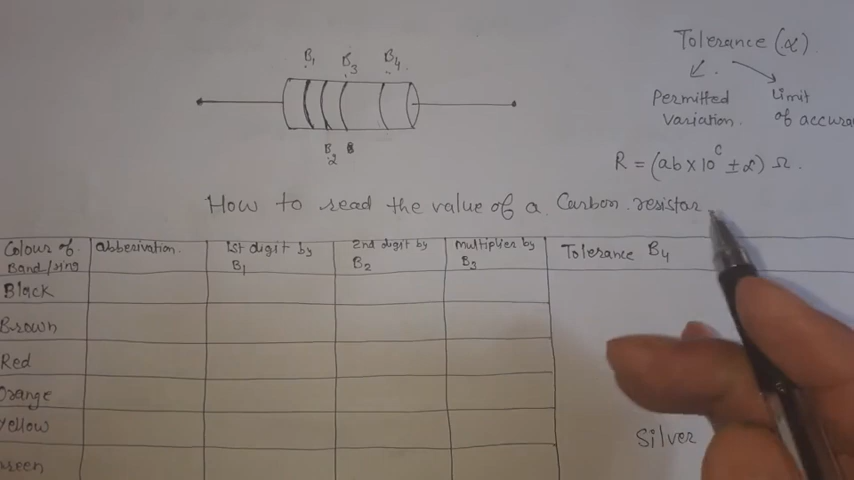 B1 B3 B4
B2 B
Tolerance (α)
Permitted variation.
Limit of accura
R = (ab x 10^c ± α) Ω.
How to read the value of a Carbon resistor
Colour of Band/ring
abberivation.
1st digit by B1
2nd digit by B2
multiplier by B3
Tolerance B4
Black
Brown
Red
Orange
Yellow
Green
Silver